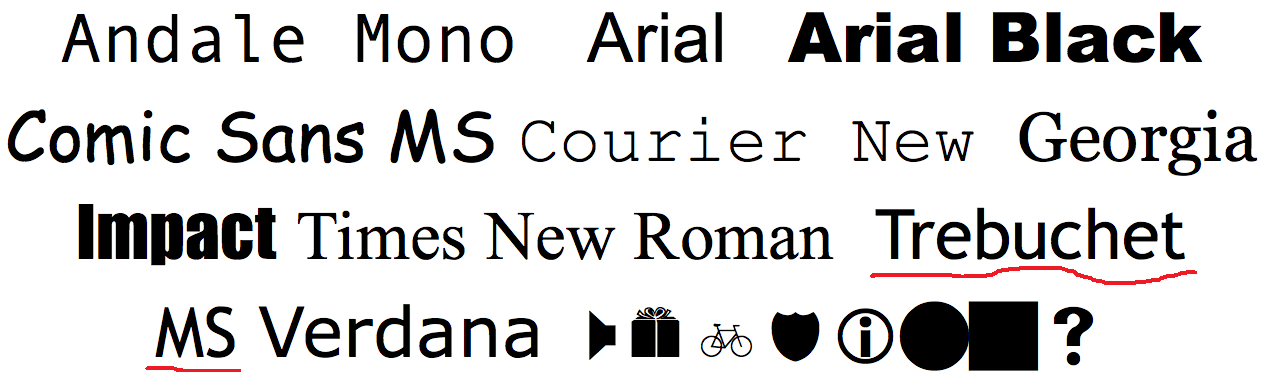 Andale Mono Arial Arial Black
Comic Sans MS Courier New Georgia
Impact Times New Roman Trebuchet
MS Verdana i ?